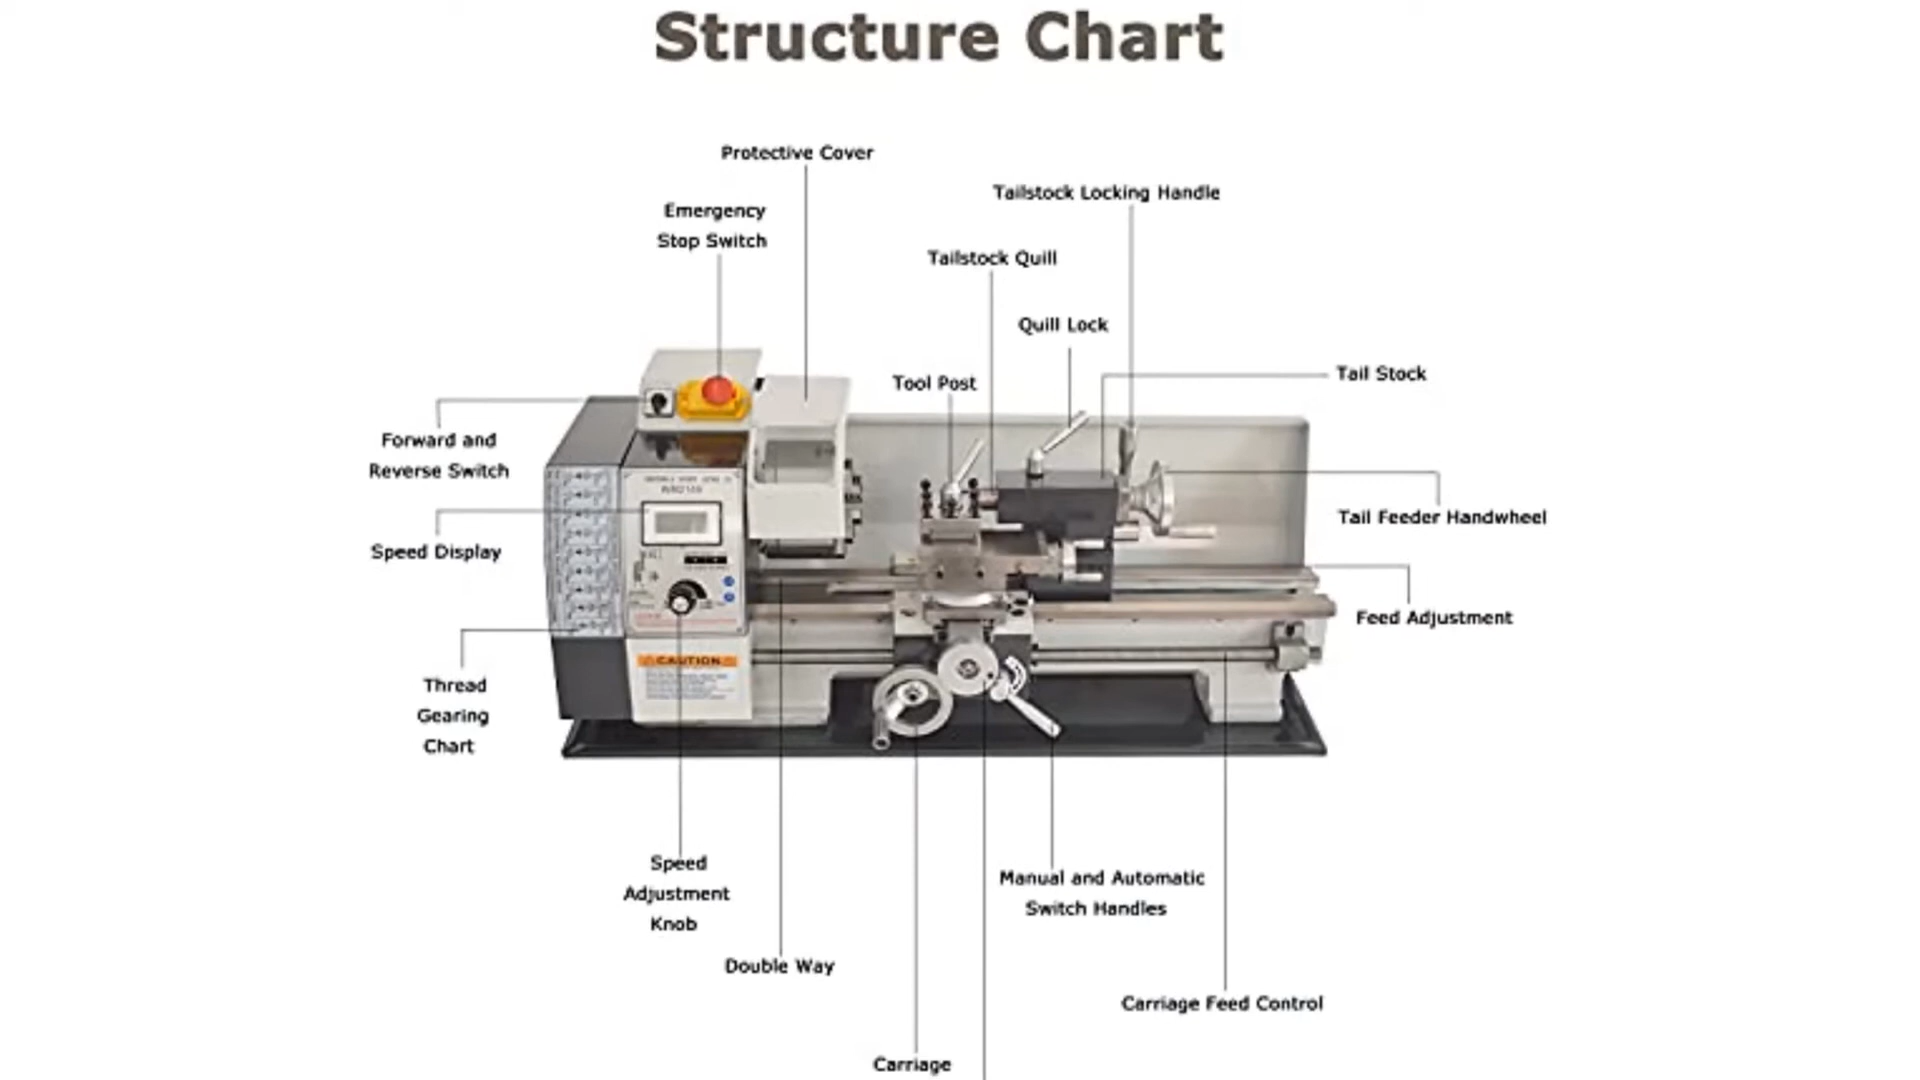 Structure Chart
Protective Cover
Tailstock Locking Handle
Emergency
Stop Switch
Tailstock Quill
Quill Lock
Tool Post
Tail Stock
Forward and
Reverse Switch
Tail Feeder Handwheel
Speed Display
Feed Adjustment
CAUTION
Thread
Gearing
Chart
Speed
Adjustment
Knob
Manual and Automatic
Switch Handles
Double Way
Carriage Feed Control
Carriage